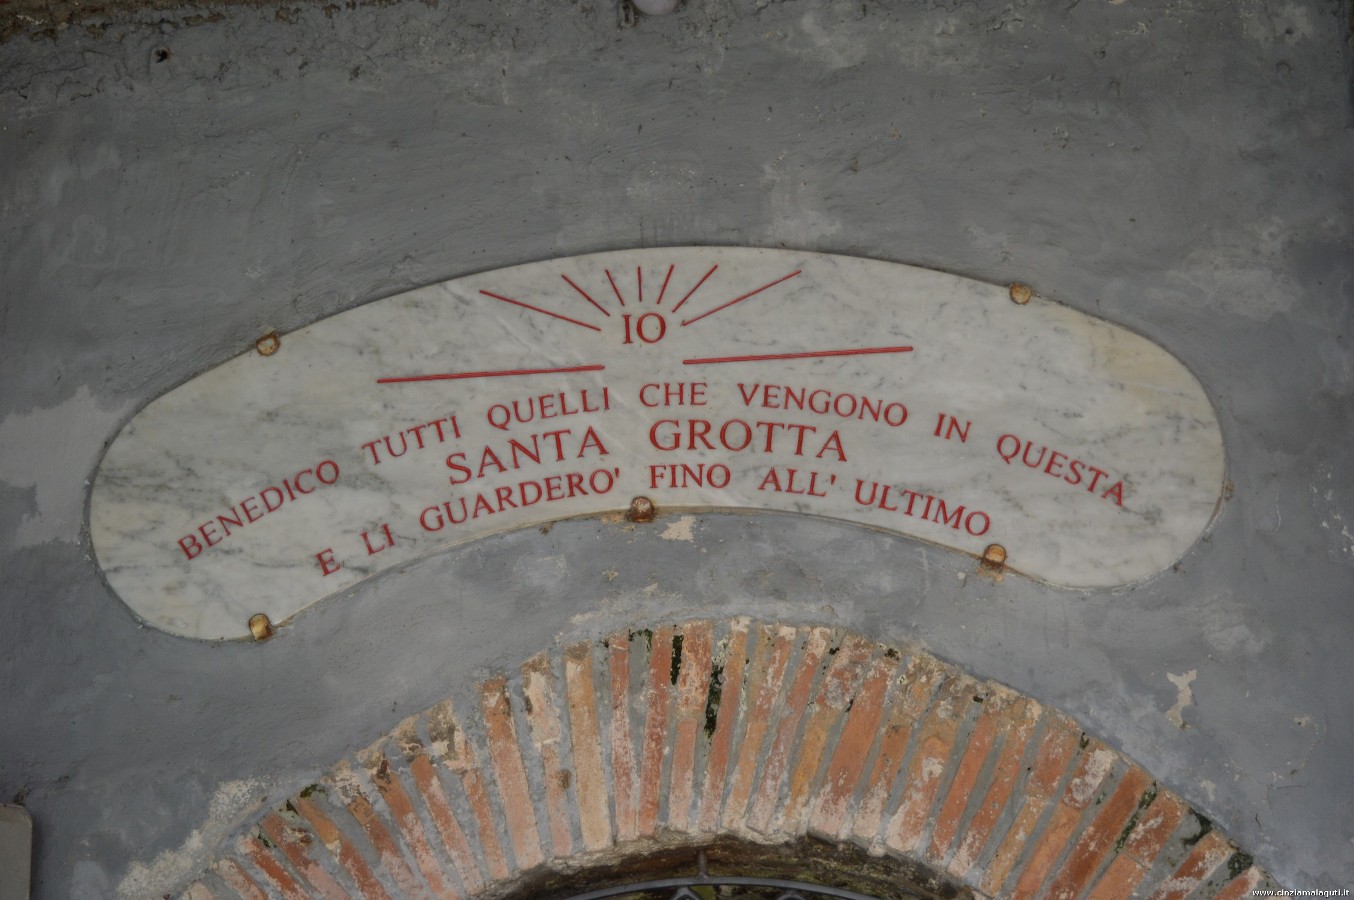 IO
BENEDICO TUTTI QUELLI CHE VENGONO IN QUESTA
SANTA GROTTA
E LI GUARDERO' FINO ALL' ULTIMO
www.cinziamalaguti.it